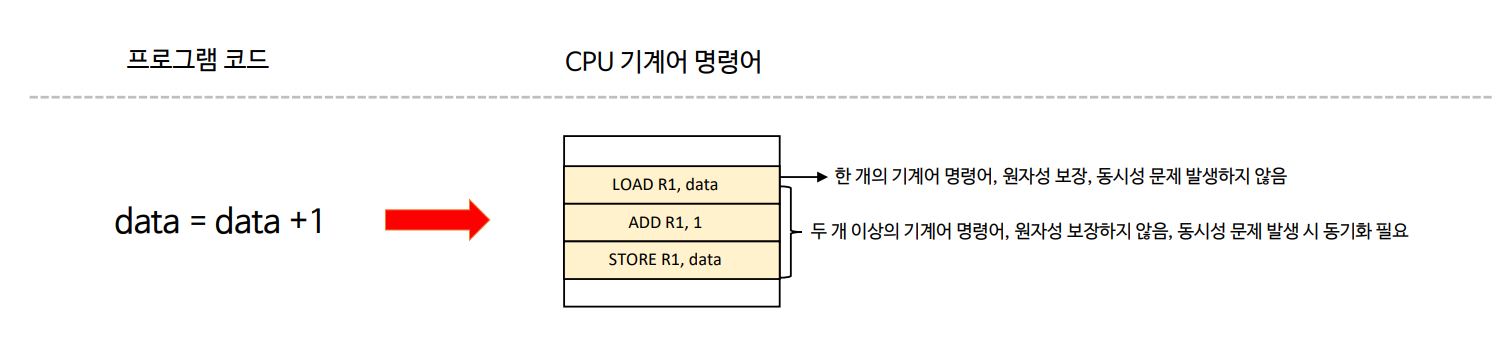 프로그램 코드
CPU 기계어 명령어
data = data +1
LOAD R1, data
ADD R1, 1
STORE R1, data
한 개의 기계어 명령어, 원자성 보장, 동시성 문제 발생하지 않음
두 개 이상의 기계어 명령어, 원자성 보장하지 않음, 동시성 문제 발생 시 동기화 필요